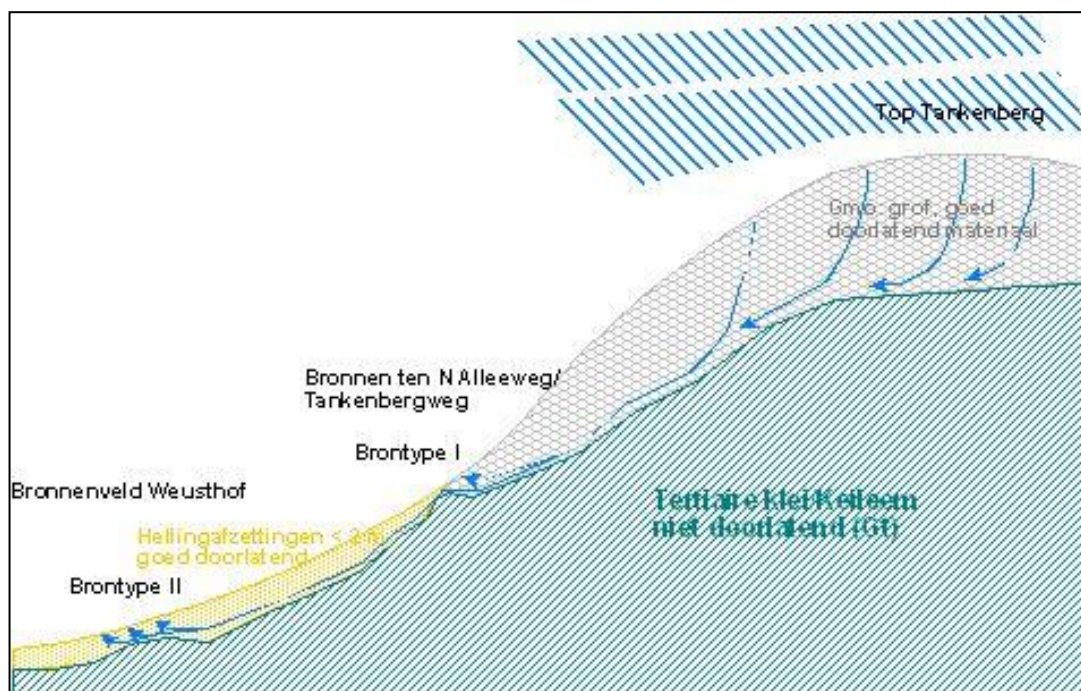 Top Tankenberg
grof, goed
doorlatend materiaal
Bronnen ten N Alleeweg/
Tankenbergweg
Brontype I
Bronnenveld Weusthof
Tertiaire klei/Keileem
niet doorlatend (Gt)
Hellingafzettingen < 2 m,
goed doorlatend
Brontype II